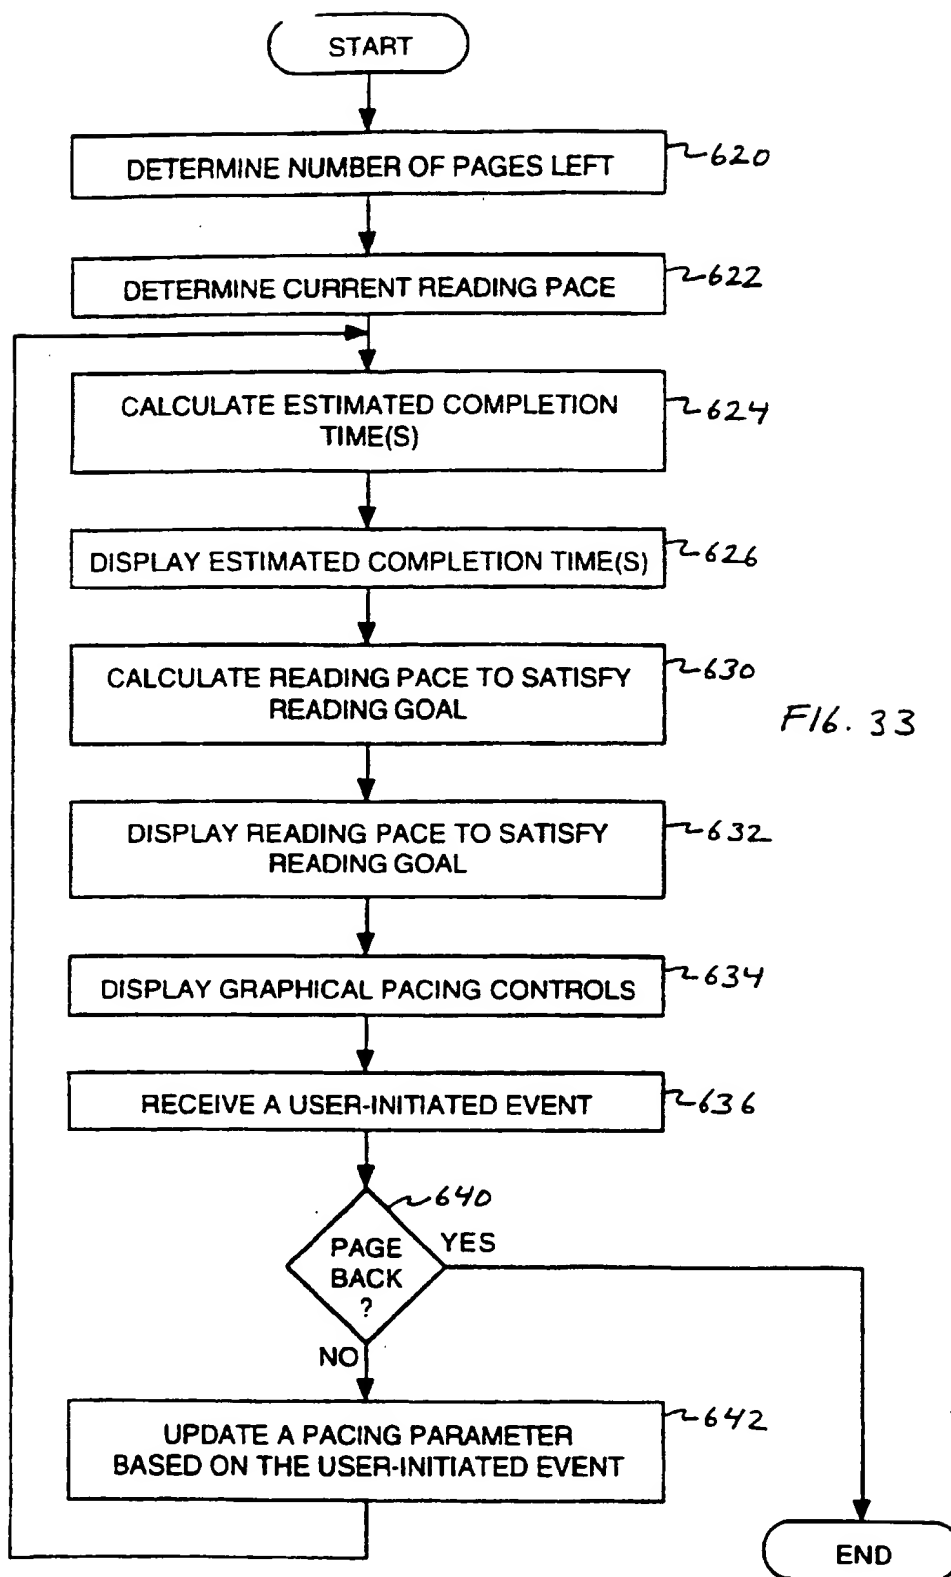 START
DETERMINE NUMBER OF PAGES LEFT
620
DETERMINE CURRENT READING PACE
622
CALCULATE ESTIMATED COMPLETION
TIME(S)
624
DISPLAY ESTIMATED COMPLETION TIME(S)
626
CALCULATE READING PACE TO SATISFY
READING GOAL
630
FIG. 33
DISPLAY READING PACE TO SATISFY
READING GOAL
632
DISPLAY GRAPHICAL PACING CONTROLS
634
RECEIVE A USER-INITIATED EVENT
636
640
PAGE
BACK
?
YES
NO
UPDATE A PACING PARAMETER
BASED ON THE USER-INITIATED EVENT
642
END